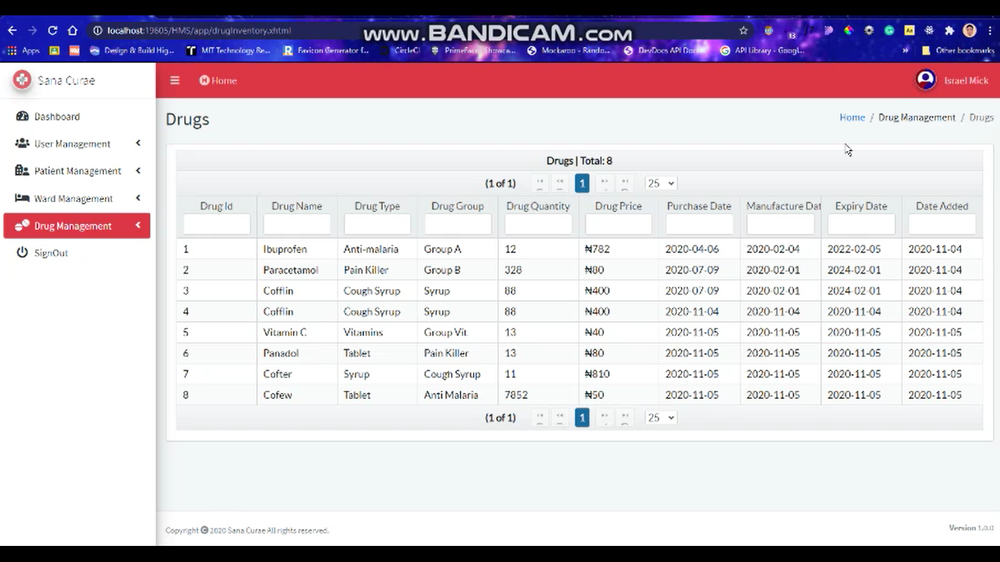 localhost:19605/HMS/app/drugInventory.xhtml
www.BANDICAM.com
13
Apps Design & Build Hig... MIT Technology Re... Favicon Generator f... CircleCI PrimeFaces Showca... Mockaroo - Rando... DevDocs API Do... API Library - Googl... » Other bookmarks
Sana Curae
Home
Israel Mick
Dashboard
User Management
Patient Management
Ward Management
Drug Management
SignOut
Drugs
Home / Drug Management / Drugs
Drugs | Total: 8
(1 of 1) 1 25
Drug Id Drug Name Drug Type Drug Group Drug Quantity Drug Price Purchase Date Manufacture Dat Expiry Date Date Added
1 Ibuprofen Anti-malaria Group A 12 ₦782 2020-04-06 2020-02-04 2022-02-05 2020-11-04
2 Paracetamol Pain Killer Group B 328 ₦80 2020-07-09 2020-02-01 2024-02-01 2020-11-04
3 Cofflin Cough Syrup Syrup 88 ₦400 2020-07-09 2020-02-01 2024-02-01 2020-11-04
4 Cofflin Cough Syrup Syrup 88 ₦400 2020-11-04 2020-11-04 2020-11-04 2020-11-04
5 Vitamin C Vitamins Group Vit 13 ₦40 2020-11-05 2020-11-05 2020-11-05 2020-11-05
6 Panadol Tablet Pain Killer 13 ₦80 2020-11-05 2020-11-05 2020-11-05 2020-11-05
7 Cofter Syrup Cough Syrup 11 ₦810 2020-11-05 2020-11-05 2020-11-05 2020-11-05
8 Cofew Tablet Anti Malaria 7852 ₦50 2020-11-05 2020-11-05 2020-11-05 2020-11-05
(1 of 1) 1 25
Copyright © 2020 Sana Curae All rights reserved.
Version 1.0.0